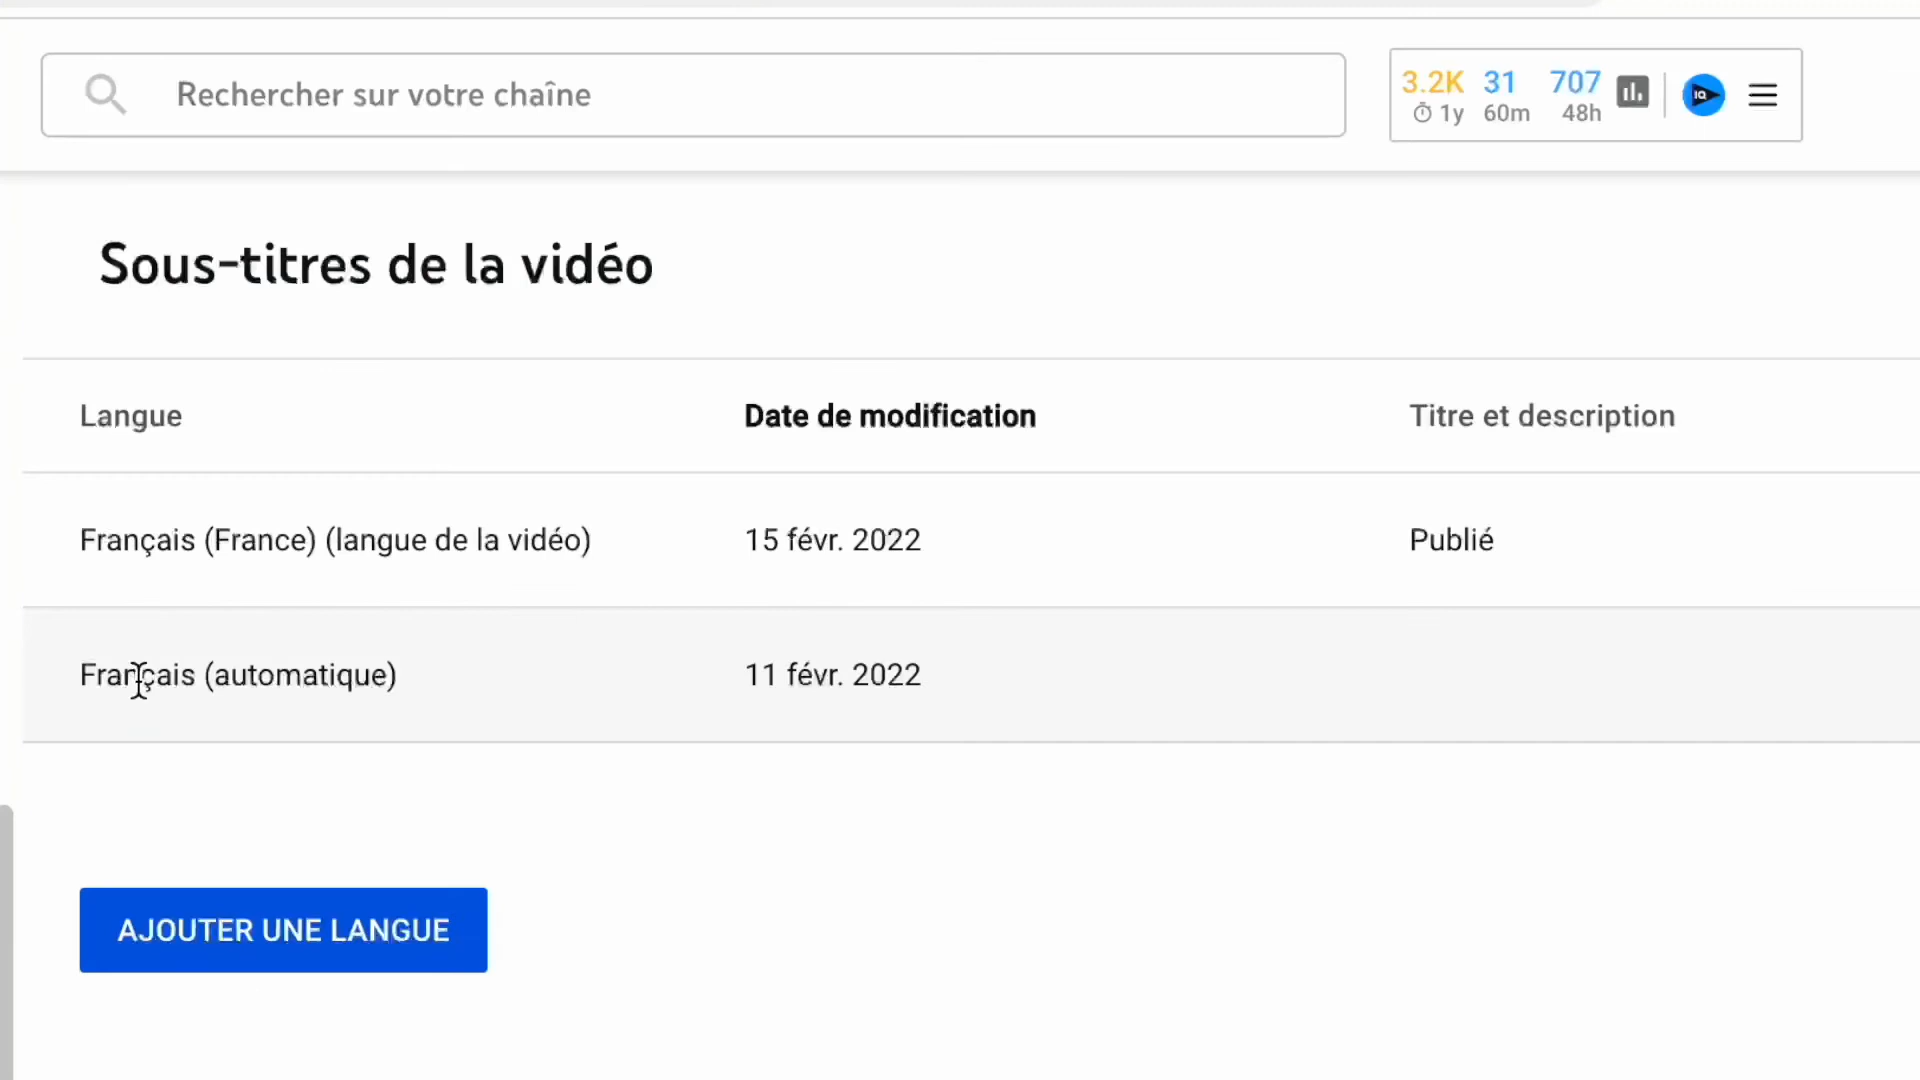 Rechercher sur votre chaîne
3.2K 31 707
1y 60m 48h
IQ
Sous-titres de la vidéo
Langue Date de modification Titre et description
Français (France) (langue de la vidéo) 15 févr. 2022 Publié
Français (automatique) 11 févr. 2022
AJOUTER UNE LANGUE